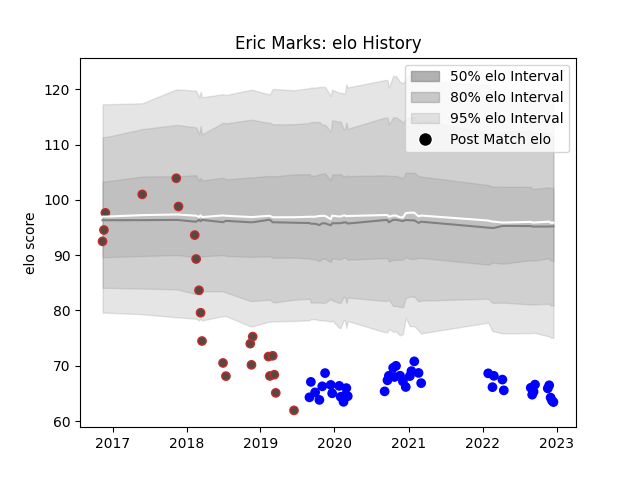 Eric Marks: elo History
50% elo Interval
80% elo Interval
95% elo Interval
Post Match elo
elo score
120
110
100
90
80
70
60
2017
2018
2019
2020
2021
2022
2023